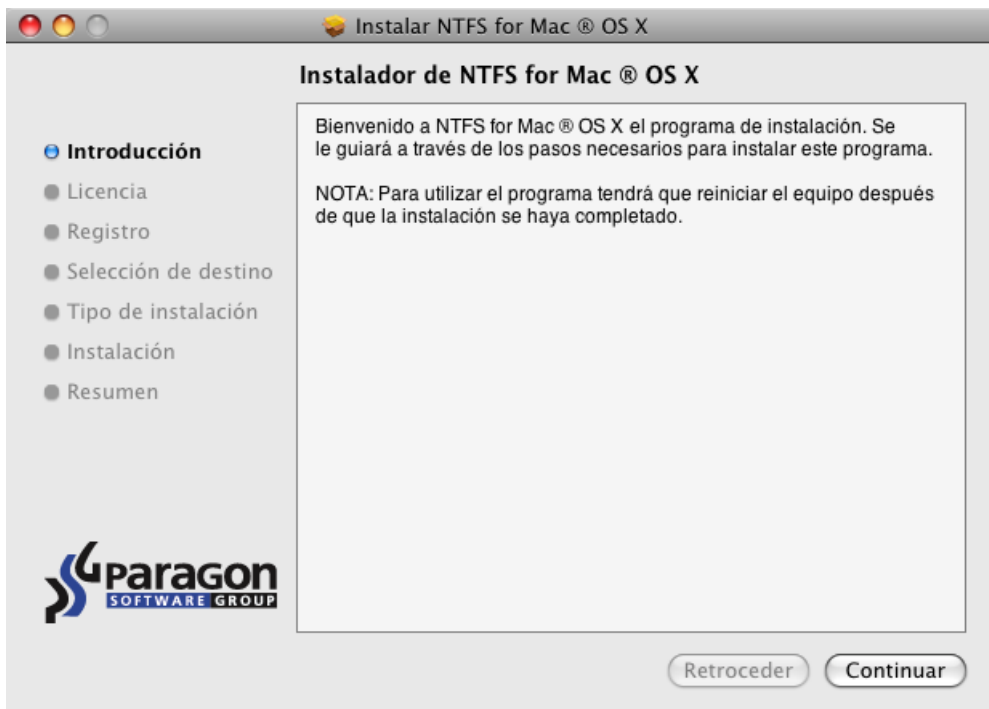 Instalar NTFS for Mac ® OS X
Instalador de NTFS for Mac ® OS X
Introducción
Licencia
Registro
Selección de destino
Tipo de instalación
Instalación
Resumen
Bienvenido a NTFS for Mac ® OS X el programa de instalación. Se
le guiará a través de los pasos necesarios para instalar este programa.
NOTA: Para utilizar el programa tendrá que reiniciar el equipo después
de que la instalación se haya completado.
Paragon
SOFTWARE GROUP
Retroceder
Continuar